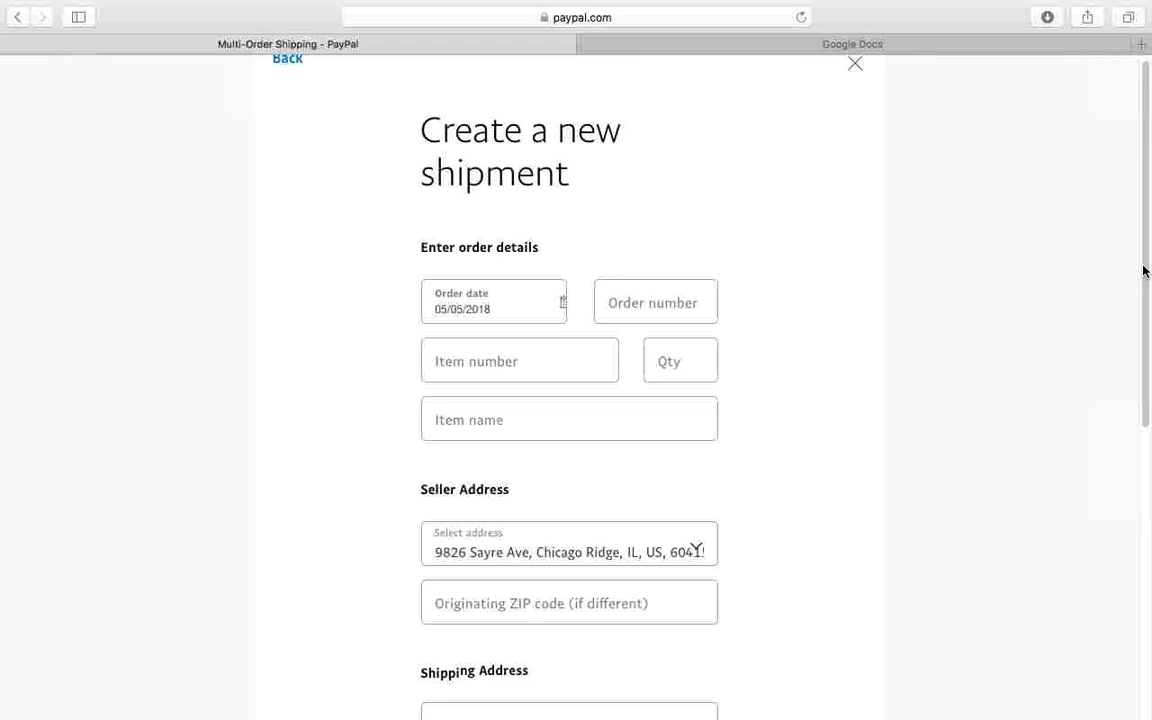 paypal.com
Multi-Order Shipping - PayPal
Google Docs
Back
Create a new
shipment
Enter order details
Order date
05/05/2018
Order number
Item number
Qty
Item name
Seller Address
Select address
9826 Sayre Ave, Chicago Ridge, IL, US, 6041
Originating ZIP code (if different)
Shipping Address